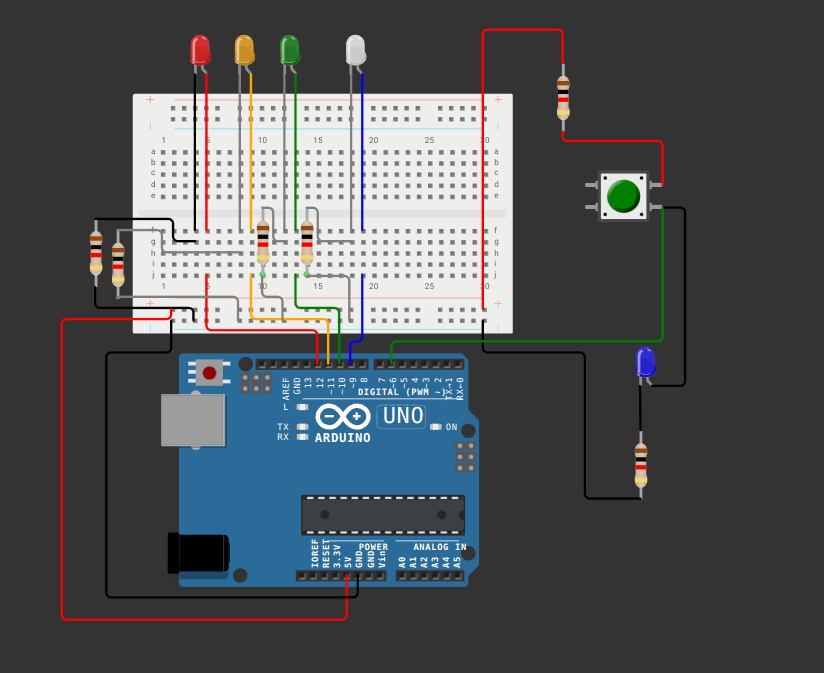 1 5 10 15 20 25 30
a a
b b
c c
d d
e e
f f
g g
h h
i i
j j
1 5 10 15 20 25 30
AREF
GND
13
12
~11
~10
~9
8
7
~6
~5
4
~3
2
TX→1
RX←0
DIGITAL (PWM ~)
L
TX
RX
UNO
ON
ARDUINO
IOREF
RESET
3.3V
5V
GND
GND
Vin
A0
A1
A2
A3
A4
A5
POWER
ANALOG IN